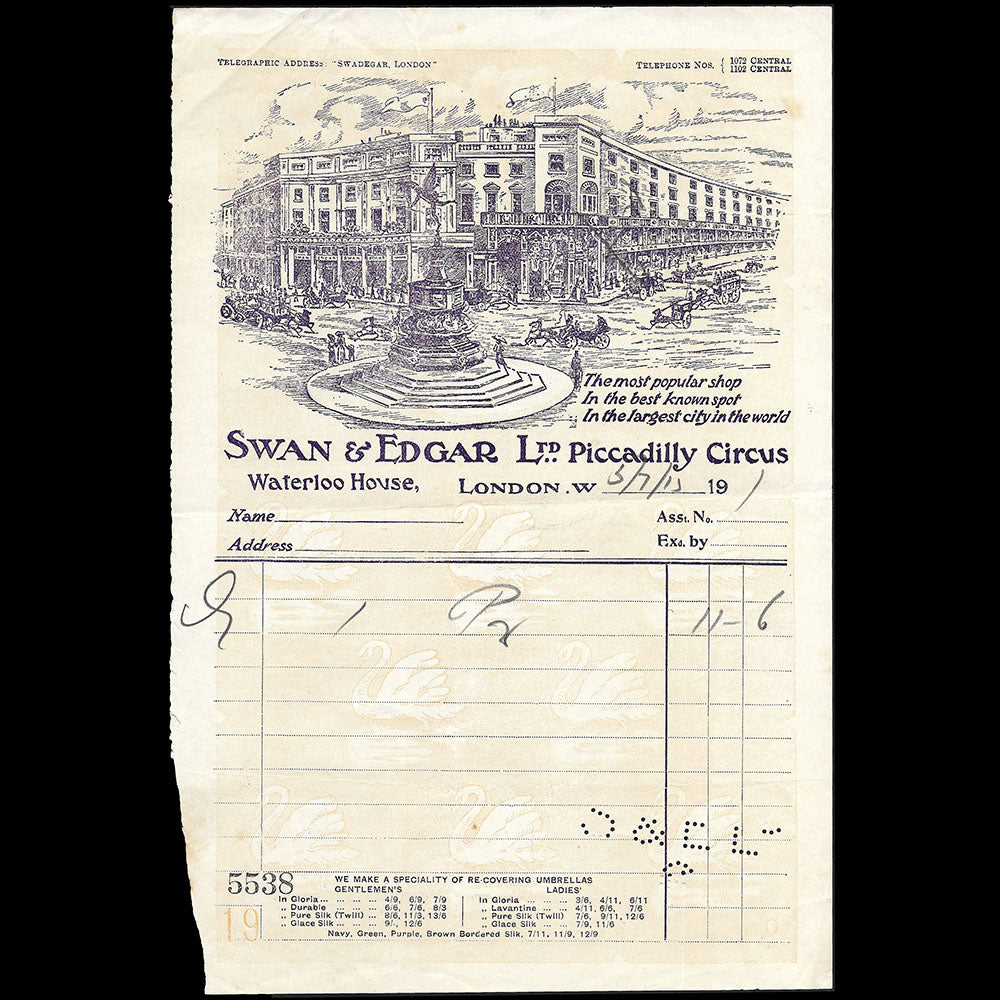 TELEGRAPHIC ADDRESS: "SWADEGAR, LONDON"
TELEPHONE NOS. { 1072 CENTRAL
1102 CENTRAL
The most popular shop
In the best known spot
In the largest city in the world
SWAN & EDGAR LTD. Piccadilly Circus
Waterloo House, LONDON.W 5/7/13 19 1
Name
Asst. No.
Address
Exd. by
1 Pr 11-6
5538
19
WE MAKE A SPECIALITY OF RE-COVERING UMBRELLAS
GENTLEMEN'S LADIES'
In Gloria ... ... ... ... 4/9, 6/9, 7/9 In Gloria ... ... ... 3/6, 4/11, 6/11
„ Durable ... ... ... 6/6, 7/6, 8/3 „ Lavantine ... ... 4/11, 6/6, 7/6
„ Pure Silk (Twill) ... 8/6, 11/3, 13/6 „ Pure Silk (Twill) 7/6, 9/11, 12/6
„ Glace Silk ... ... 9/-, 12/6 „ Glace Silk ... ... 7/9, 11/6
Navy, Green, Purple, Brown Bordered Silk, 7/11, 11/9, 12/9